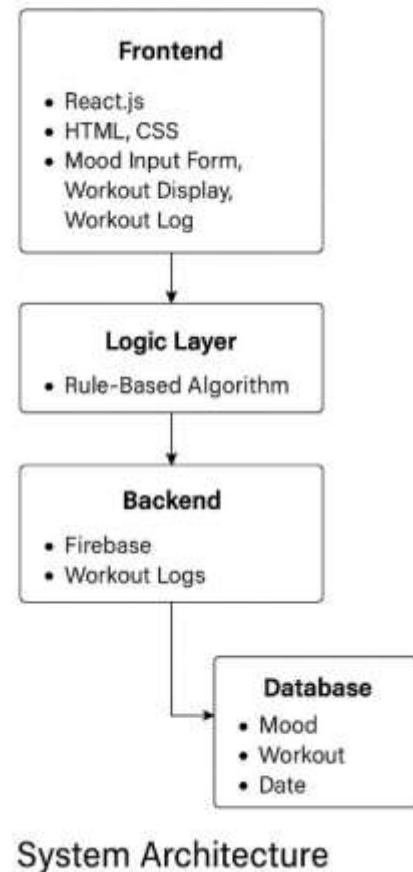 Frontend
• React.js
• HTML, CSS
• Mood Input Form,
Workout Display,
Workout Log
Logic Layer
• Rule-Based Algorithm
Backend
• Firebase
• Workout Logs
Database
• Mood
• Workout
• Date
System Architecture